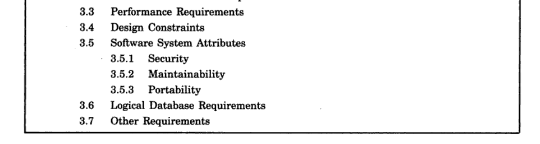 3.3 Performance Requirements
3.4 Design Constraints
3.5 Software System Attributes
3.5.1 Security
3.5.2 Maintainability
3.5.3 Portability
3.6 Logical Database Requirements
3.7 Other Requirements